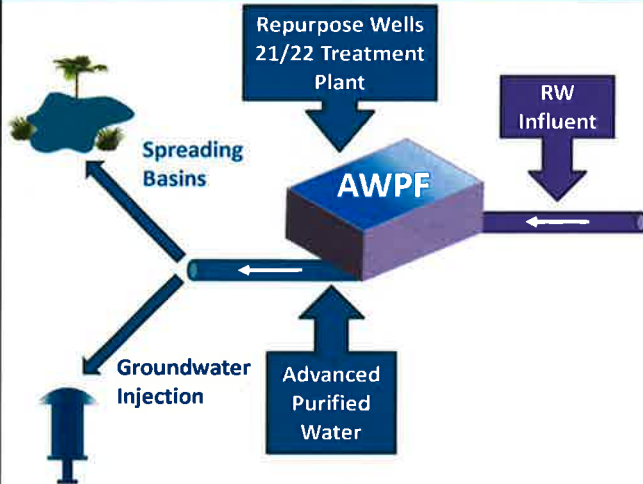 Repurpose Wells
21/22 Treatment
Plant
RW
Influent
AWPF
Spreading
Basins
Groundwater
Injection
Advanced
Purified
Water